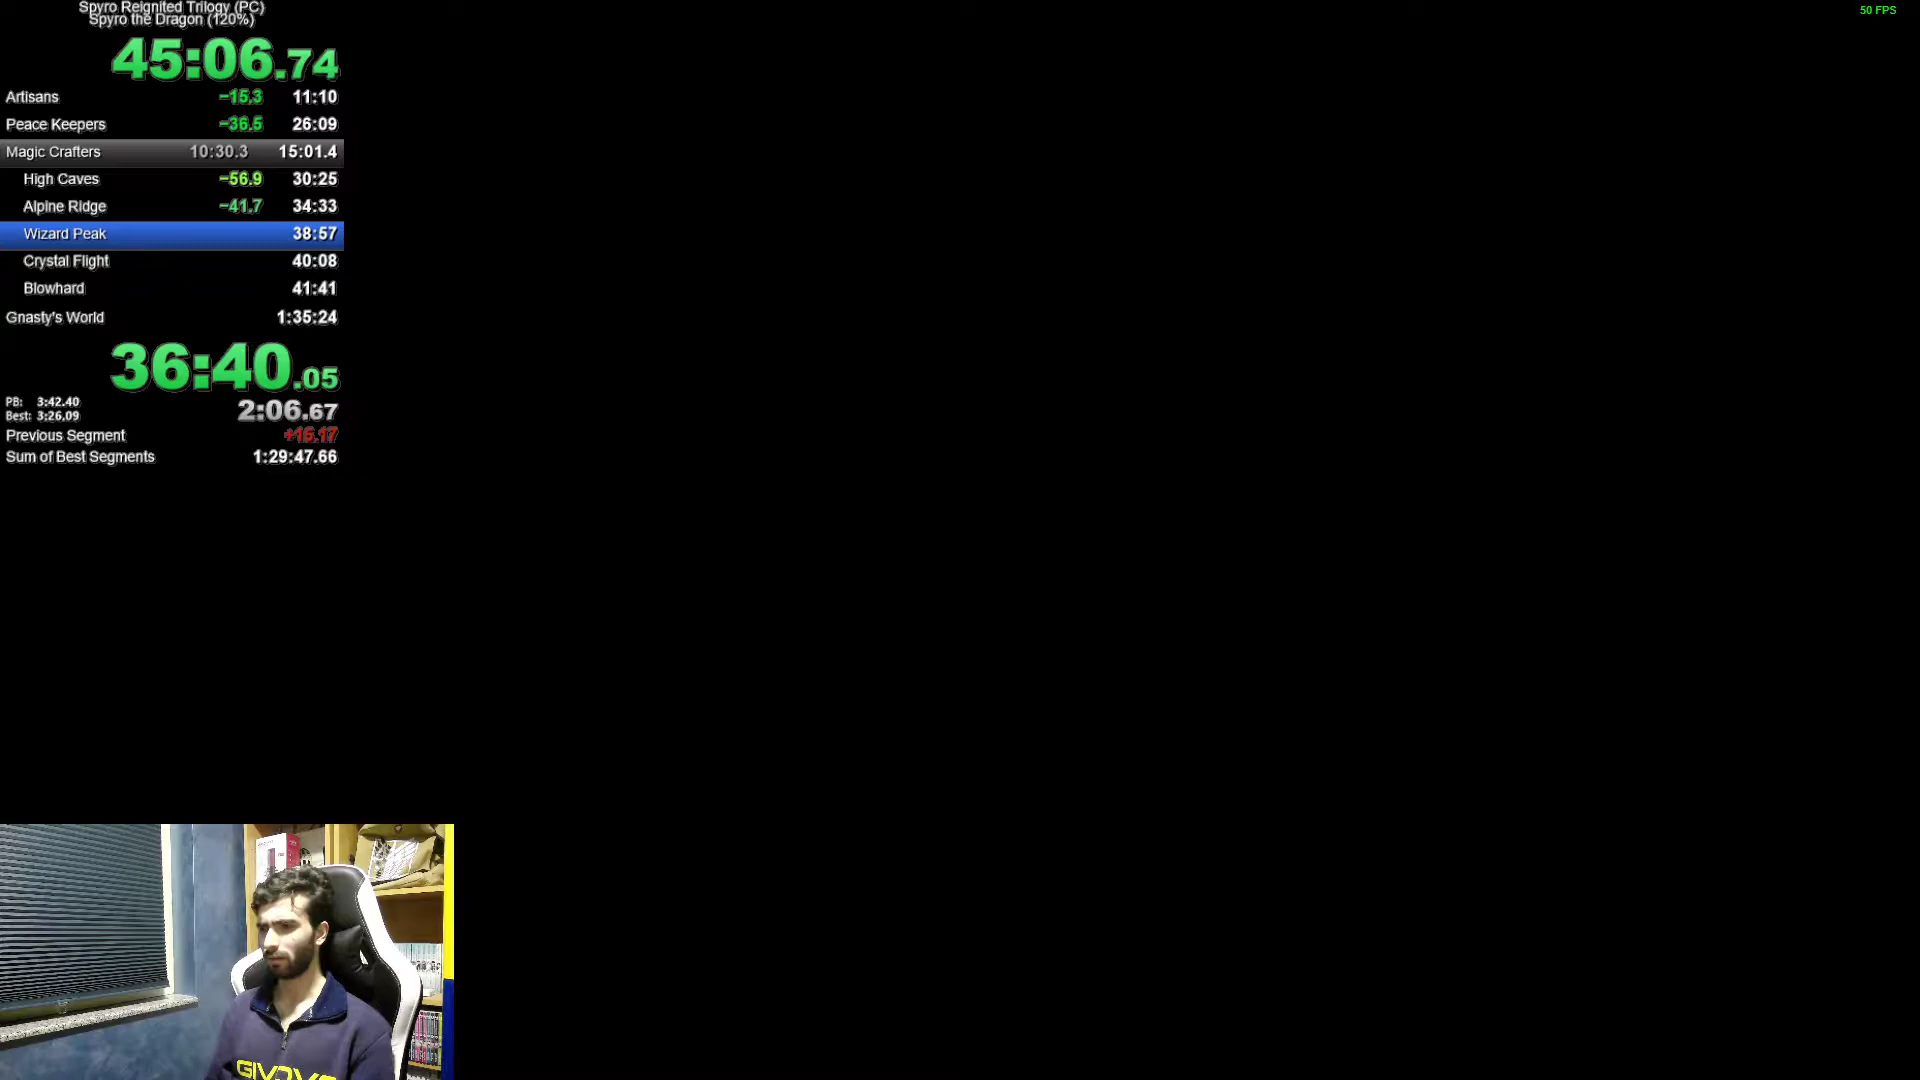 Spyro Reignited Trilogy (PC)
Spyro the Dragon (120%)
50 FPS
45:06.74
Artisans −15.3 11:10
Peace Keepers −36.5 26:09
Magic Crafters 10:30.3 15:01.4
High Caves −56.9 30:25
Alpine Ridge −41.7 34:33
Wizard Peak 38:57
Crystal Flight 40:08
Blowhard 41:41
Gnasty's World 1:35:24
36:40.05
PB: 3:42.40
Best: 3:26.09
2:06.67
Previous Segment +15.17
Sum of Best Segments 1:29:47.66